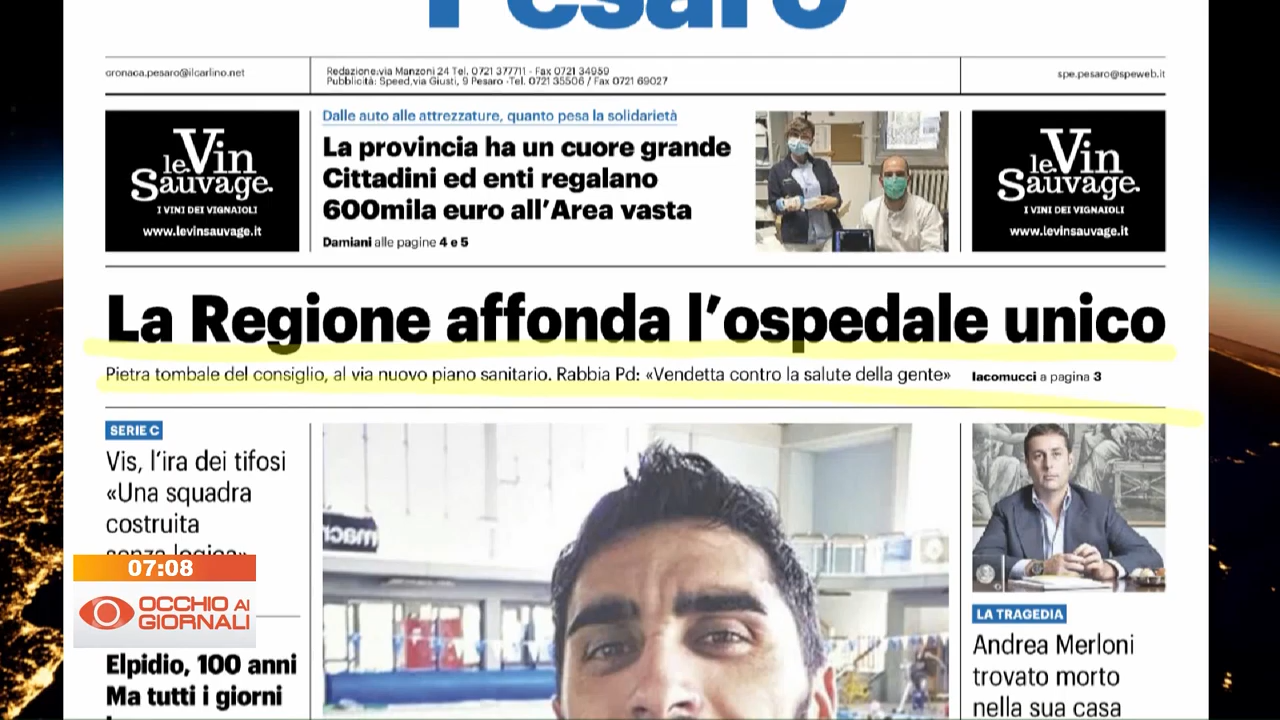 Pesaro
cronaca.pesaro@ilcarlino.net
Redazione:via Manzoni 24 Tel. 0721 377711 - Fax 0721 34959
Pubblicità: Speed,via Giusti, 9 Pesaro -Tel. 0721 35506 / Fax 0721 69027
spe.pesaro@speweb.it
le Vin
Sauvage.
I VINI DEI VIGNAIOLI
www.levinsauvage.it
Dalle auto alle attrezzature, quanto pesa la solidarietà
La provincia ha un cuore grande
Cittadini ed enti regalano
600mila euro all'Area vasta
Damiani alle pagine 4 e 5
le Vin
Sauvage.
I VINI DEI VIGNAIOLI
www.levinsauvage.it
La Regione affonda l'ospedale unico
Pietra tombale del consiglio, al via nuovo piano sanitario. Rabbia Pd: «Vendetta contro la salute della gente»
Iacomucci a pagina 3
SERIE C
Vis, l'ira dei tifosi
«Una squadra
costruita
senza logica»
07:08
OCCHIO AI
GIORNALI
Elpidio, 100 anni
Ma tutti i giorni
macron
LA TRAGEDIA
Andrea Merloni
trovato morto
nella sua casa